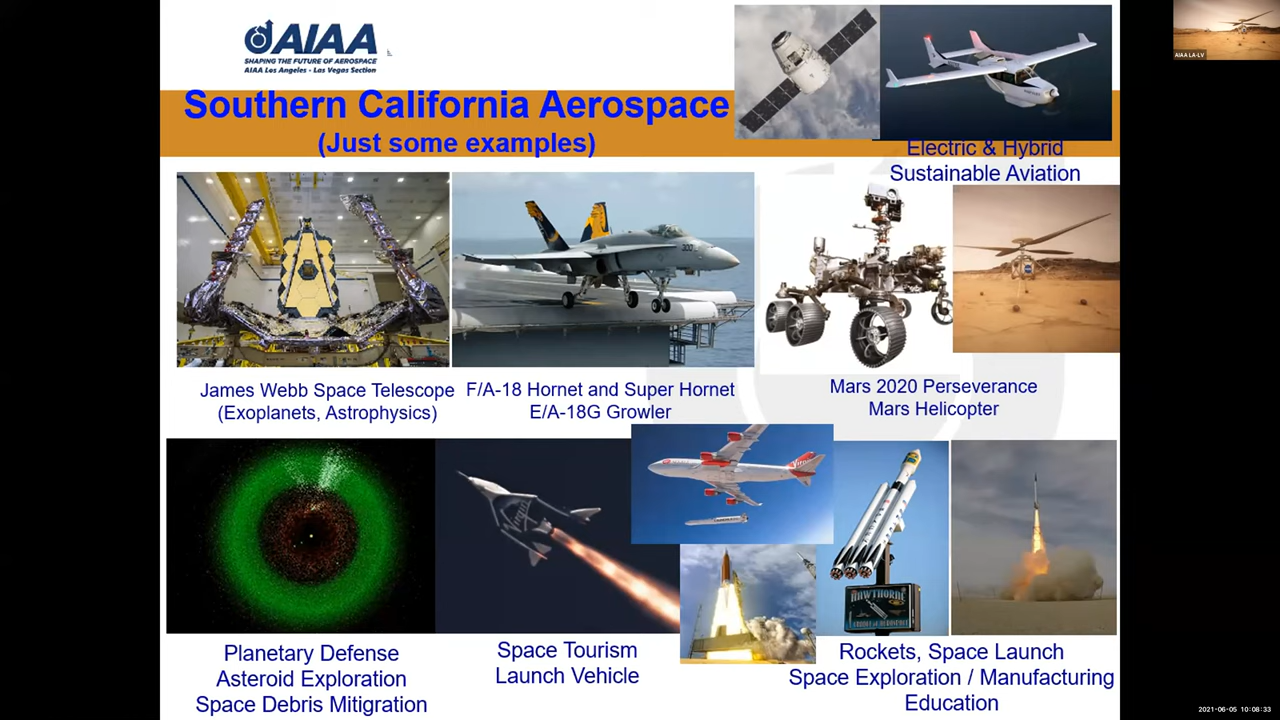 AIAA
SHAPING THE FUTURE OF AEROSPACE
AIAA Los Angeles - Las Vegas Section
AIAA LA-LV
Southern California Aerospace
(Just some examples)
Electric & Hybrid
Sustainable Aviation
James Webb Space Telescope
(Exoplanets, Astrophysics)
F/A-18 Hornet and Super Hornet
E/A-18G Growler
Mars 2020 Perseverance
Mars Helicopter
Virgin
HAWTHORNE
Planetary Defense
Asteroid Exploration
Space Debris Mitigration
Space Tourism
Launch Vehicle
Rockets, Space Launch
Space Exploration / Manufacturing
Education
2021-06-05 10:08:33